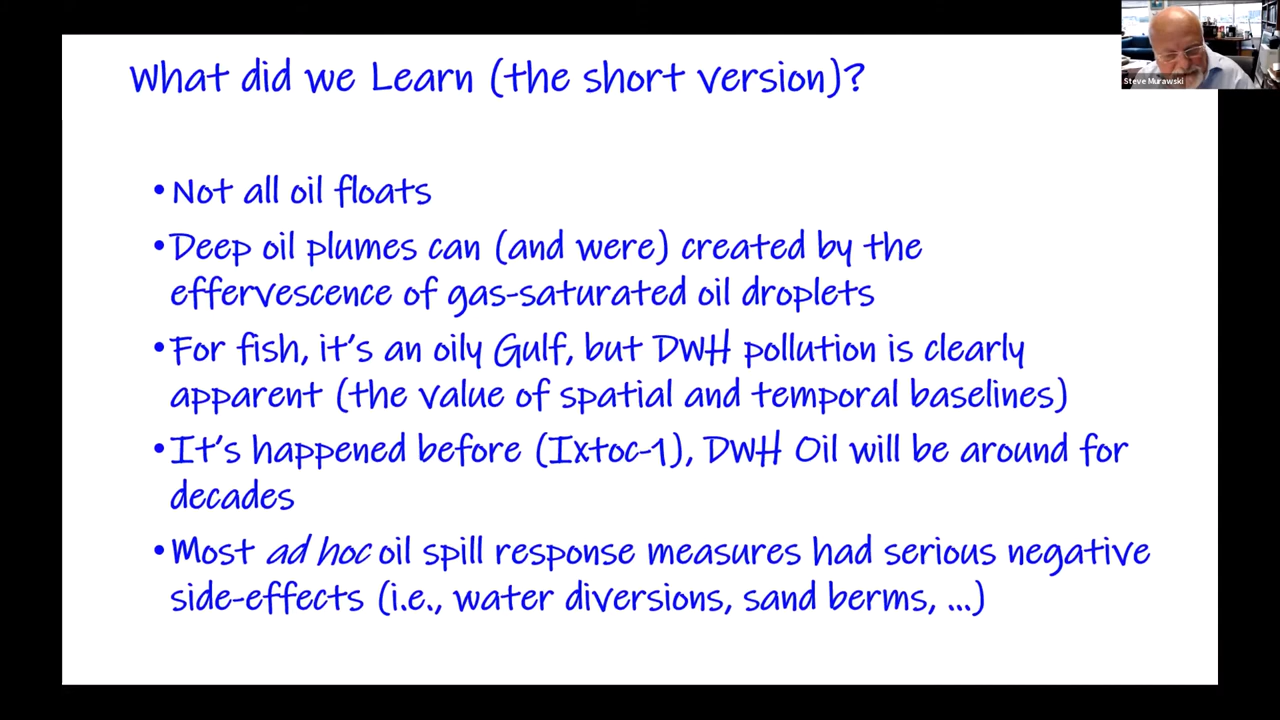 What did we Learn (the short version)?
Steve Murawski
•Not all oil floats
•Deep oil plumes can (and were) created by the
effervescence of gas-saturated oil droplets
•For fish, it's an oily Gulf, but DWH pollution is clearly
apparent (the value of spatial and temporal baselines)
•It's happened before (Ixtoc-1), DWH Oil will be around for
decades
•Most ad hoc oil spill response measures had serious negative
side-effects (i.e., water diversions, sand berms, ...)